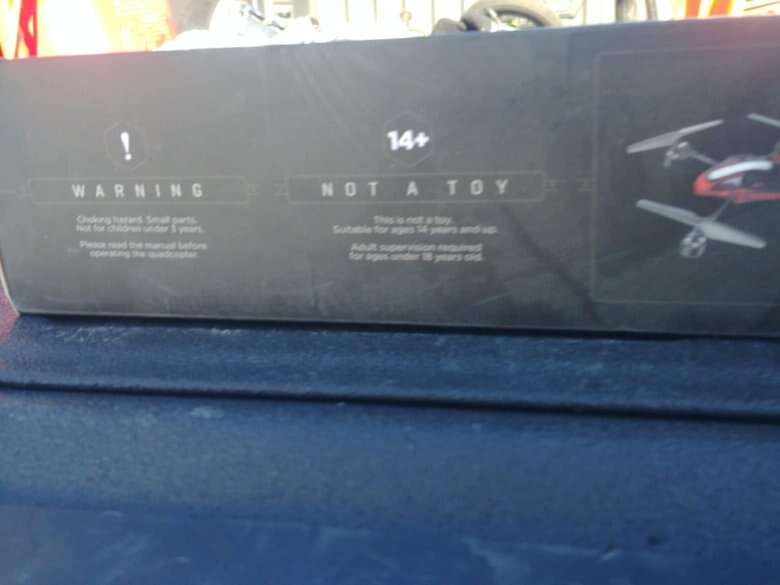 !
WARNING
Choking hazard. Small parts.
Not for children under 3 years.
Please read the manual before
operating the quadcopter.
14+
NOT A TOY
This is not a toy.
Suitable for ages 14 years and up.
Adult supervision required
for ages under 18 years old.